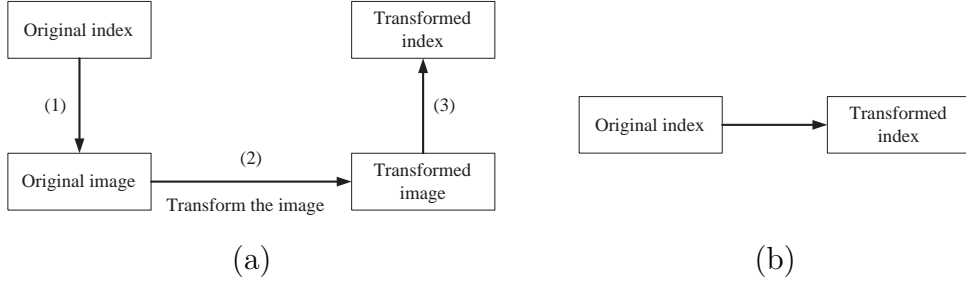 Original index
Transformed
index
(1)
(3)
Original image
(2)
Transform the image
Transformed
image
(a)
Original index
Transformed
index
(b)